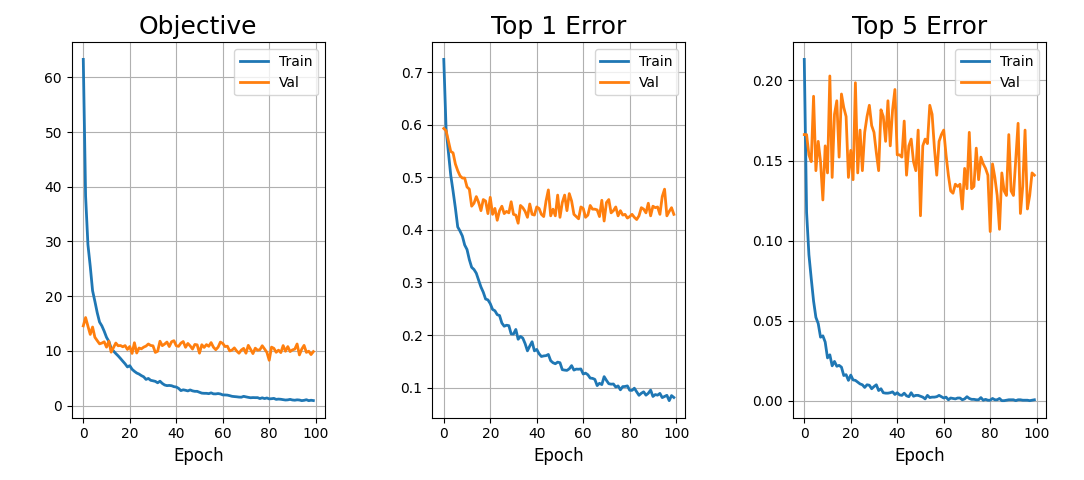 Objective
Top 1 Error
Top 5 Error
Train
Val
Train
Val
Train
Val
60
50
40
30
20
10
0
0.7
0.6
0.5
0.4
0.3
0.2
0.1
0.20
0.15
0.10
0.05
0.00
0 20 40 60 80 100
0 20 40 60 80 100
0 20 40 60 80 100
Epoch
Epoch
Epoch